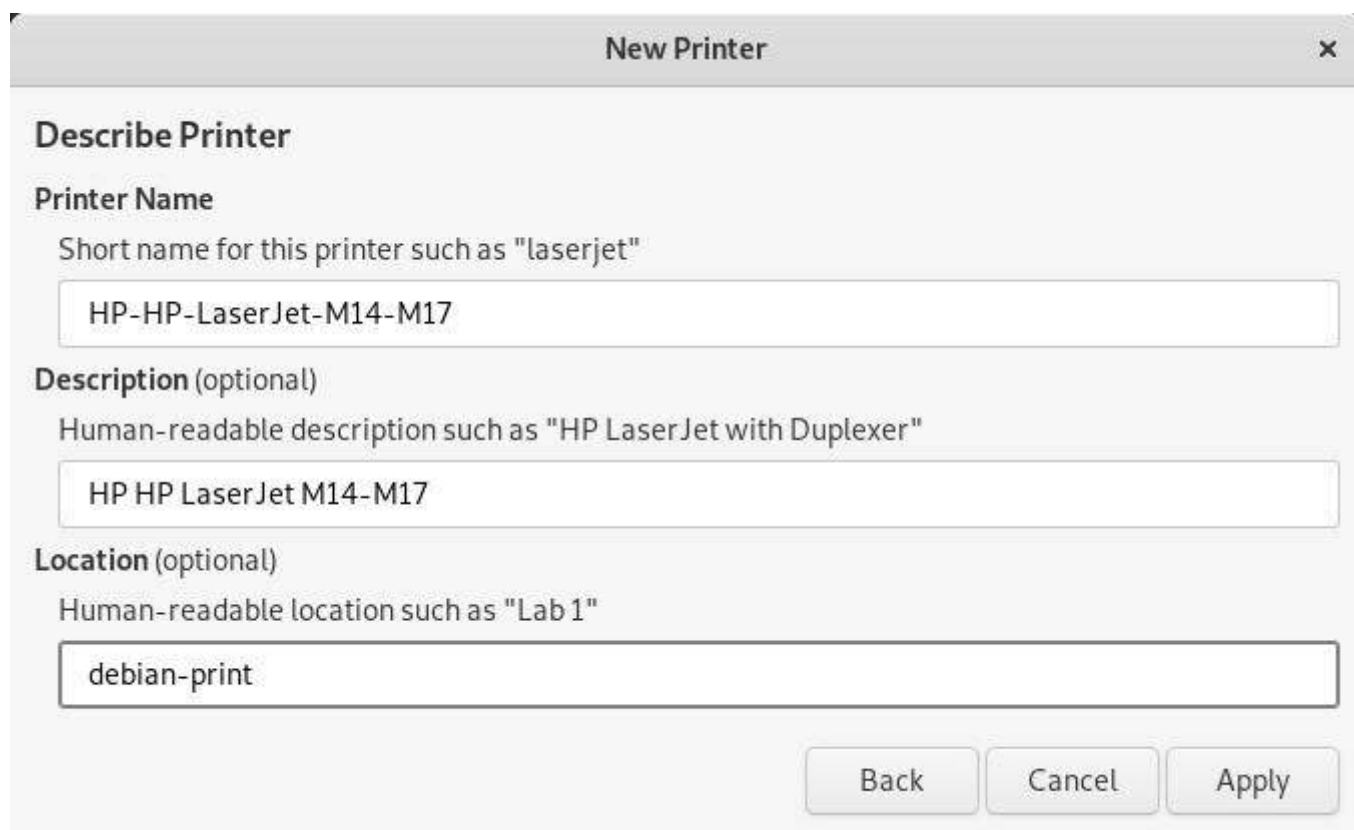 New Printer ×
Describe Printer
Printer Name
Short name for this printer such as "laserjet"
HP-HP-LaserJet-M14-M17
Description (optional)
Human-readable description such as "HP LaserJet with Duplexer"
HP HP LaserJet M14-M17
Location (optional)
Human-readable location such as "Lab 1"
debian-print
Back Cancel Apply